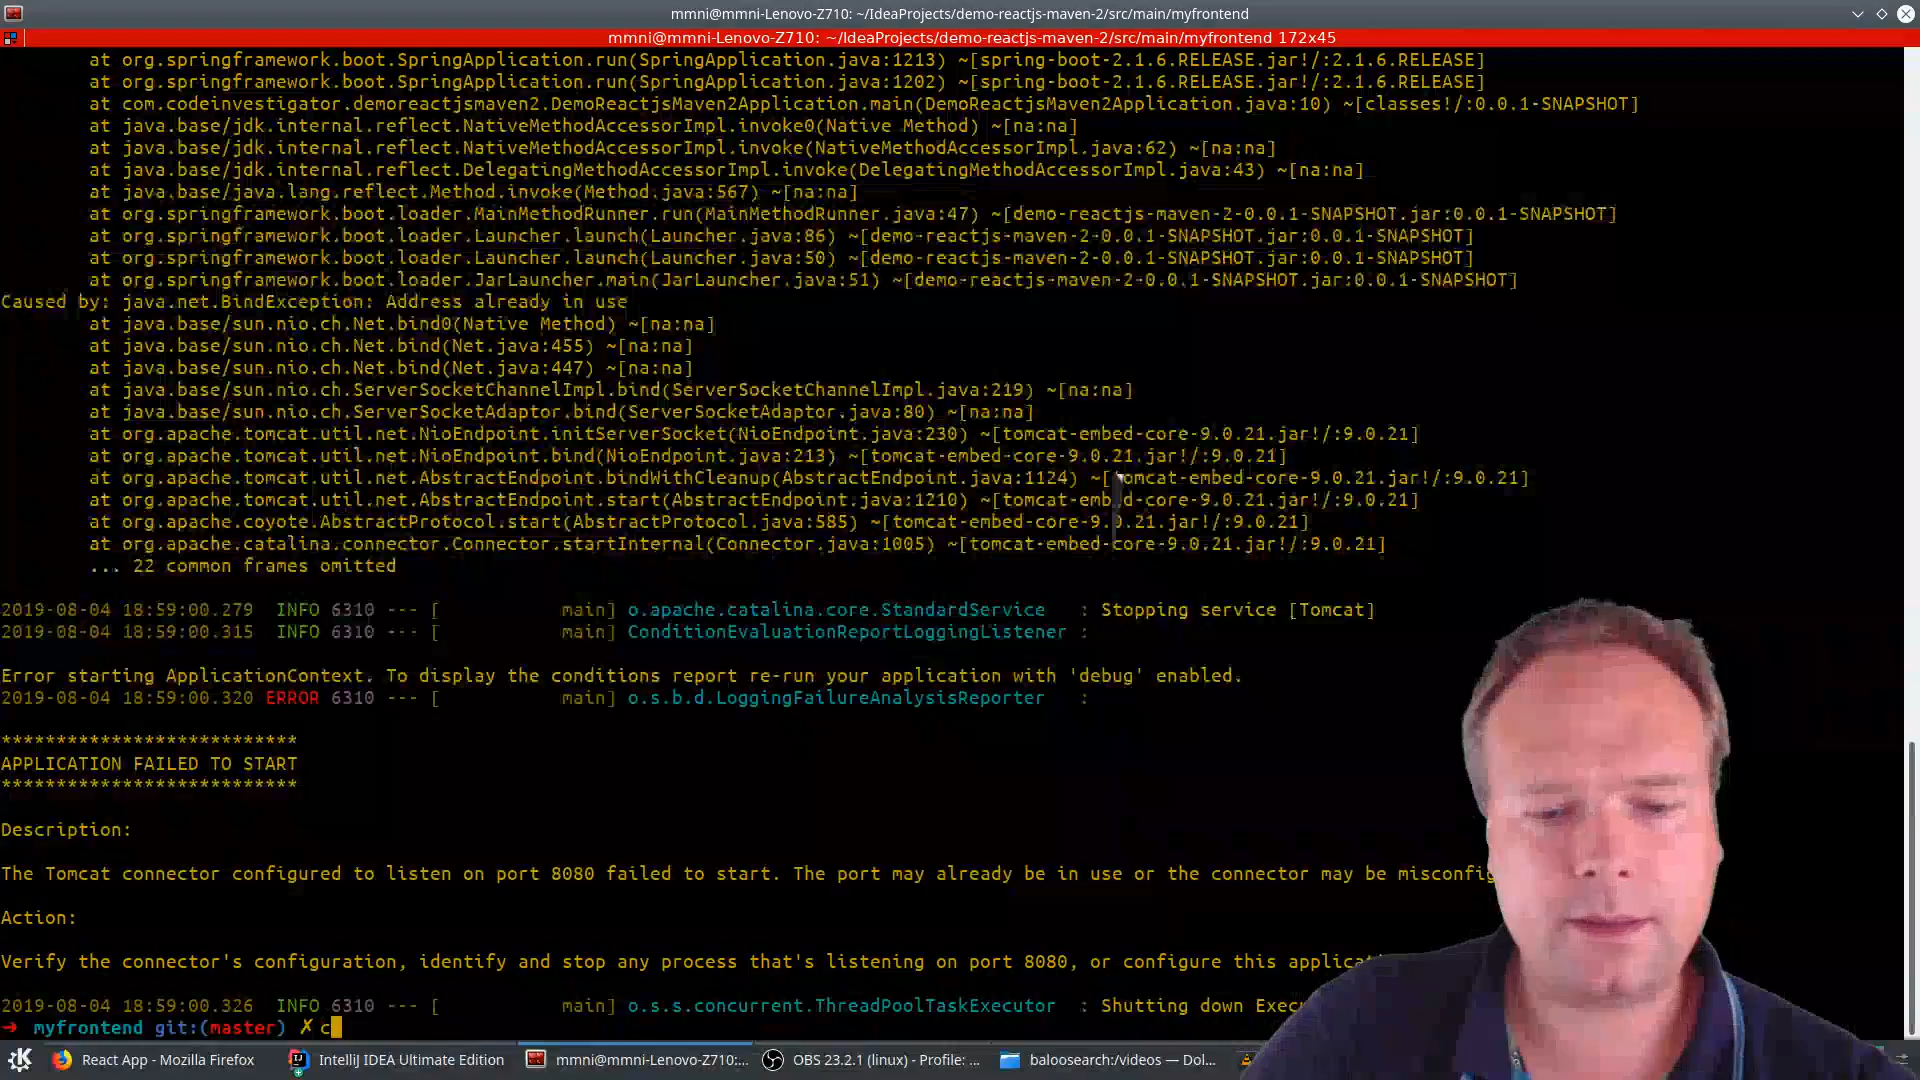 mmni@mmni-Lenovo-Z710: ~/IdeaProjects/demo-reactjs-maven-2/src/main/myfrontend
mmni@mmni-Lenovo-Z710: ~/IdeaProjects/demo-reactjs-maven-2/src/main/myfrontend 172x45
at org.springframework.boot.SpringApplication.run(SpringApplication.java:1213) ~[spring-boot-2.1.6.RELEASE.jar!/:2.1.6.RELEASE]
at org.springframework.boot.SpringApplication.run(SpringApplication.java:1202) ~[spring-boot-2.1.6.RELEASE.jar!/:2.1.6.RELEASE]
at com.codeinvestigator.demoreactjsmaven2.DemoReactjsMaven2Application.main(DemoReactjsMaven2Application.java:10) ~[classes!/:0.0.1-SNAPSHOT]
at java.base/jdk.internal.reflect.NativeMethodAccessorImpl.invoke0(Native Method) ~[na:na]
at java.base/jdk.internal.reflect.NativeMethodAccessorImpl.invoke(NativeMethodAccessorImpl.java:62) ~[na:na]
at java.base/jdk.internal.reflect.DelegatingMethodAccessorImpl.invoke(DelegatingMethodAccessorImpl.java:43) ~[na:na]
at java.base/java.lang.reflect.Method.invoke(Method.java:567) ~[na:na]
at org.springframework.boot.loader.MainMethodRunner.run(MainMethodRunner.java:47) ~[demo-reactjs-maven-2-0.0.1-SNAPSHOT.jar:0.0.1-SNAPSHOT]
at org.springframework.boot.loader.Launcher.launch(Launcher.java:86) ~[demo-reactjs-maven-2-0.0.1-SNAPSHOT.jar:0.0.1-SNAPSHOT]
at org.springframework.boot.loader.Launcher.launch(Launcher.java:50) ~[demo-reactjs-maven-2-0.0.1-SNAPSHOT.jar:0.0.1-SNAPSHOT]
at org.springframework.boot.loader.JarLauncher.main(JarLauncher.java:51) ~[demo-reactjs-maven-2-0.0.1-SNAPSHOT.jar:0.0.1-SNAPSHOT]
Caused by: java.net.BindException: Address already in use
at java.base/sun.nio.ch.Net.bind0(Native Method) ~[na:na]
at java.base/sun.nio.ch.Net.bind(Net.java:455) ~[na:na]
at java.base/sun.nio.ch.Net.bind(Net.java:447) ~[na:na]
at java.base/sun.nio.ch.ServerSocketChannelImpl.bind(ServerSocketChannelImpl.java:219) ~[na:na]
at java.base/sun.nio.ch.ServerSocketAdaptor.bind(ServerSocketAdaptor.java:80) ~[na:na]
at org.apache.tomcat.util.net.NioEndpoint.initServerSocket(NioEndpoint.java:230) ~[tomcat-embed-core-9.0.21.jar!/:9.0.21]
at org.apache.tomcat.util.net.NioEndpoint.bind(NioEndpoint.java:213) ~[tomcat-embed-core-9.0.21.jar!/:9.0.21]
at org.apache.tomcat.util.net.AbstractEndpoint.bindWithCleanup(AbstractEndpoint.java:1124) ~[tomcat-embed-core-9.0.21.jar!/:9.0.21]
at org.apache.tomcat.util.net.AbstractEndpoint.start(AbstractEndpoint.java:1210) ~[tomcat-embed-core-9.0.21.jar!/:9.0.21]
at org.apache.coyote.AbstractProtocol.start(AbstractProtocol.java:585) ~[tomcat-embed-core-9.0.21.jar!/:9.0.21]
at org.apache.catalina.connector.Connector.startInternal(Connector.java:1005) ~[tomcat-embed-core-9.0.21.jar!/:9.0.21]
... 22 common frames omitted
2019-08-04 18:59:00.279  INFO 6310 --- [           main] o.apache.catalina.core.StandardService   : Stopping service [Tomcat]
2019-08-04 18:59:00.315  INFO 6310 --- [           main] ConditionEvaluationReportLoggingListener :
Error starting ApplicationContext. To display the conditions report re-run your application with 'debug' enabled.
2019-08-04 18:59:00.320 ERROR 6310 --- [           main] o.s.b.d.LoggingFailureAnalysisReporter   :
***************************
APPLICATION FAILED TO START
***************************
Description:
The Tomcat connector configured to listen on port 8080 failed to start. The port may already be in use or the connector may be misconfig
Action:
Verify the connector's configuration, identify and stop any process that's listening on port 8080, or configure this applicat
2019-08-04 18:59:00.326  INFO 6310 --- [           main] o.s.s.concurrent.ThreadPoolTaskExecutor  : Shutting down Exec
➜  myfrontend git:(master) ✗ c
React App - Mozilla Firefox
IntelliJ IDEA Ultimate Edition
mmni@mmni-Lenovo-Z710:...
OBS 23.2.1 (linux) - Profile: ...
baloosearch:/videos — Dol...